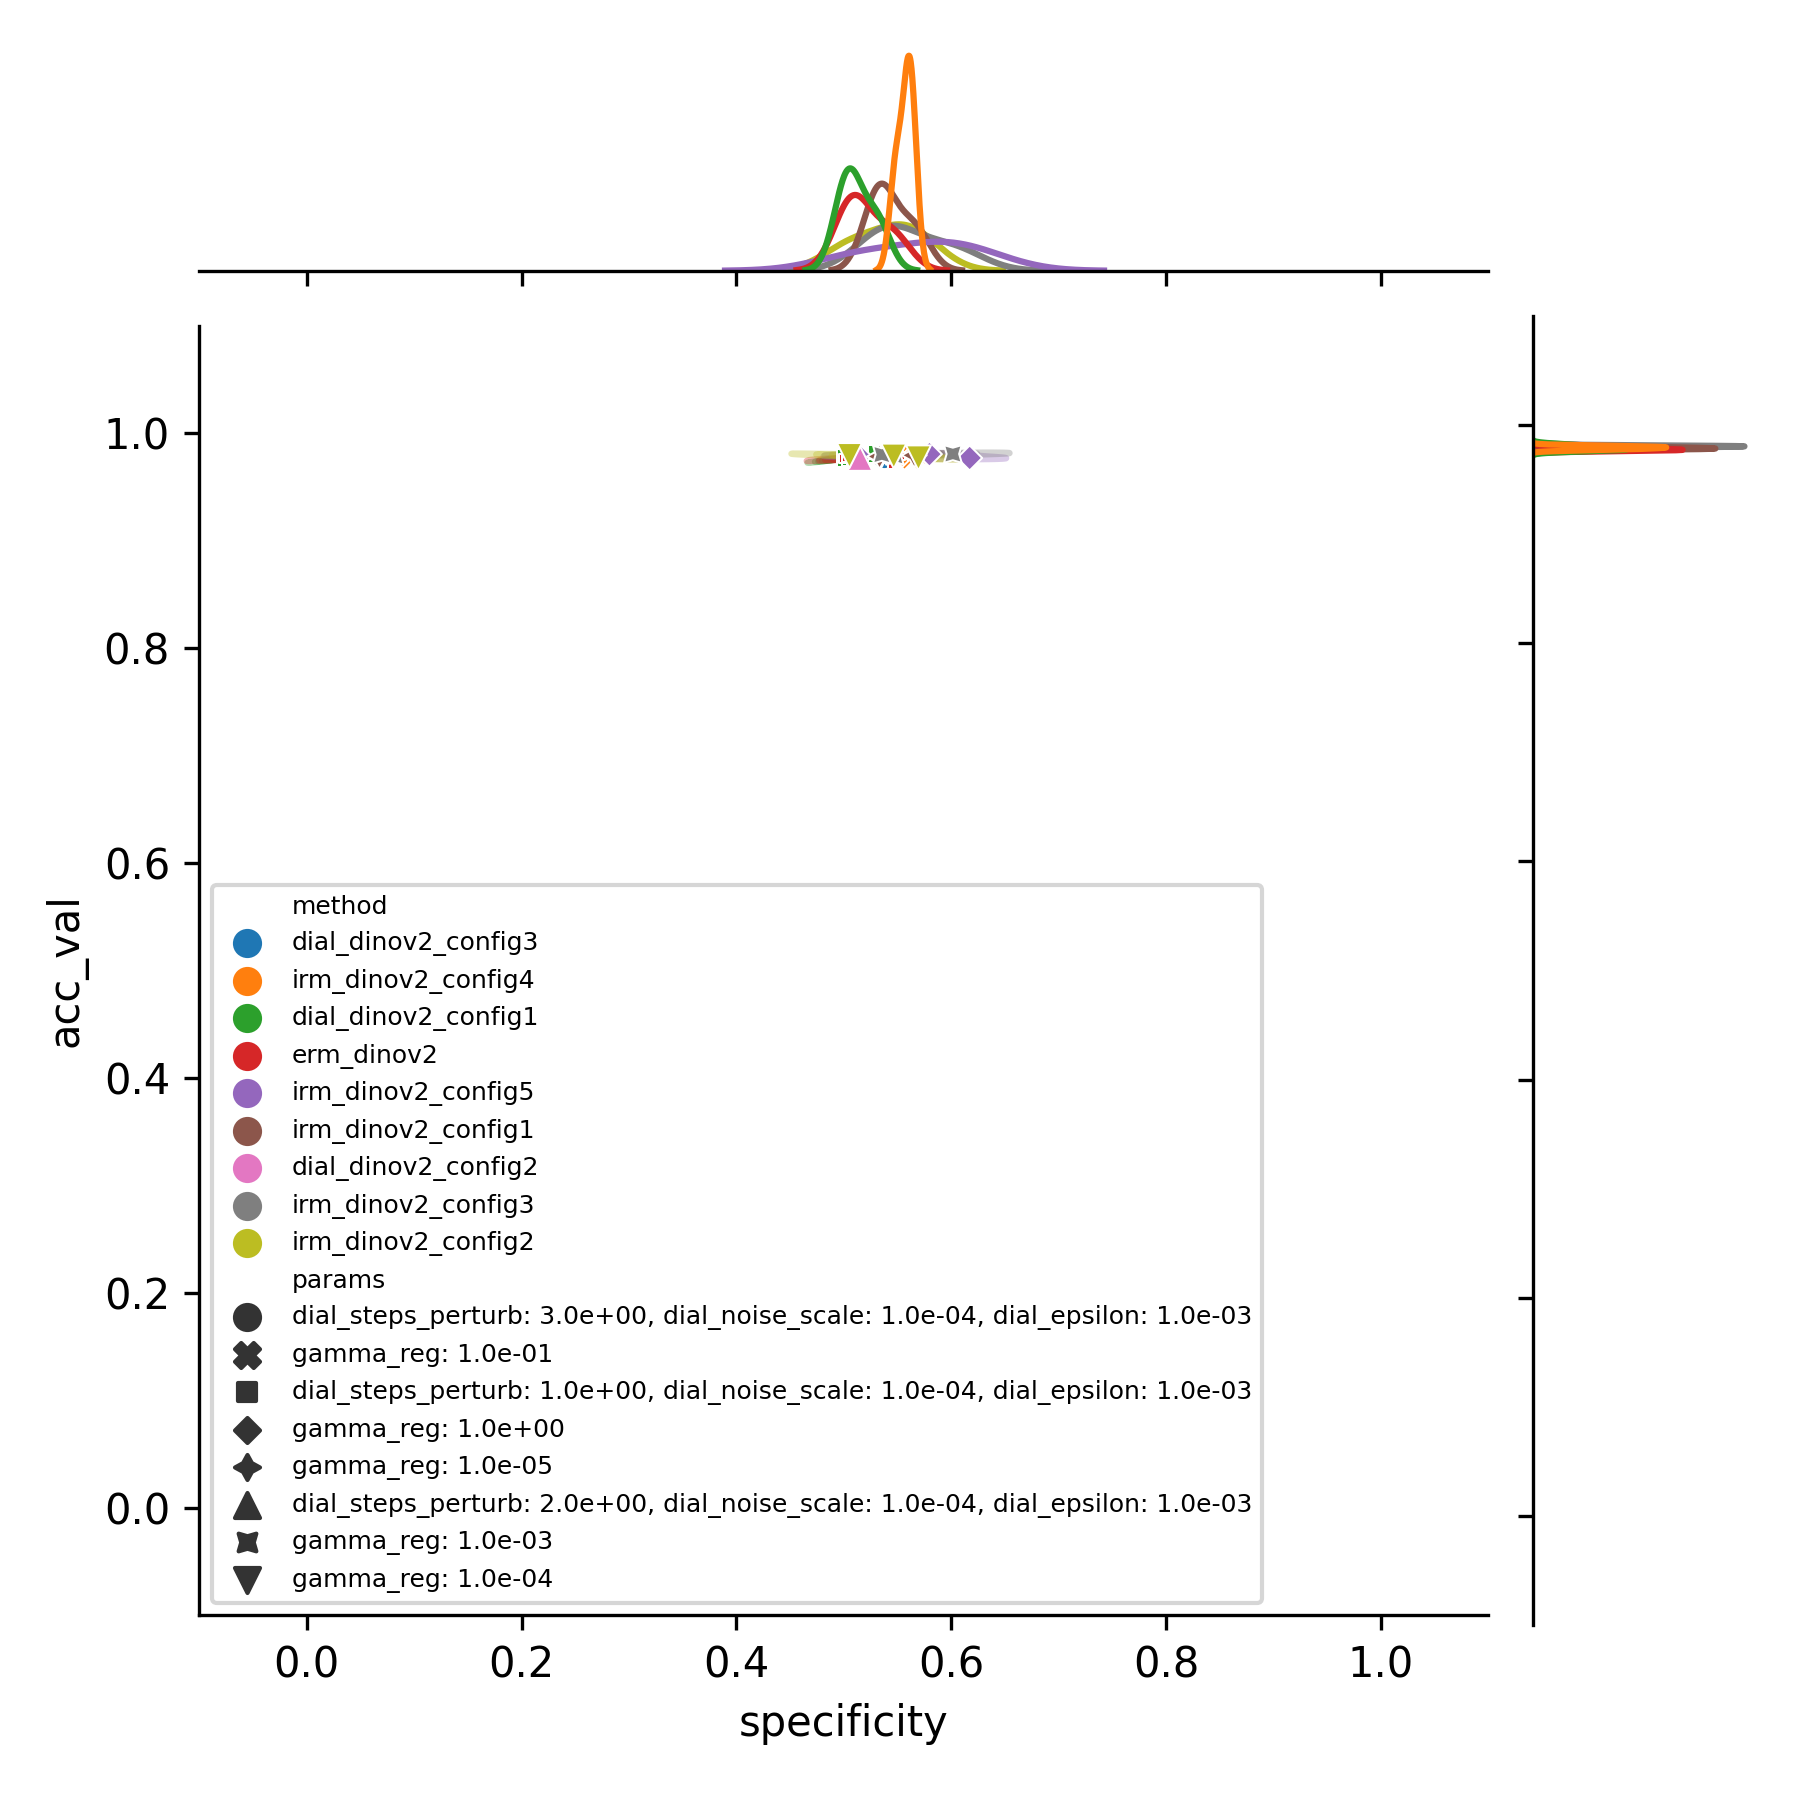 1.0
0.8
0.6
0.4
0.2
0.0
acc_val
method
dial_dinov2_config3
irm_dinov2_config4
dial_dinov2_config1
erm_dinov2
irm_dinov2_config5
irm_dinov2_config1
dial_dinov2_config2
irm_dinov2_config3
irm_dinov2_config2
params
dial_steps_perturb: 3.0e+00, dial_noise_scale: 1.0e-04, dial_epsilon: 1.0e-03
gamma_reg: 1.0e-01
dial_steps_perturb: 1.0e+00, dial_noise_scale: 1.0e-04, dial_epsilon: 1.0e-03
gamma_reg: 1.0e+00
gamma_reg: 1.0e-05
dial_steps_perturb: 2.0e+00, dial_noise_scale: 1.0e-04, dial_epsilon: 1.0e-03
gamma_reg: 1.0e-03
gamma_reg: 1.0e-04
0.0 0.2 0.4 0.6 0.8 1.0
specificity